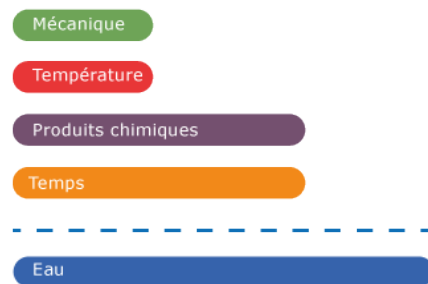 Mécanique
Température
Produits chimiques
Temps
Eau